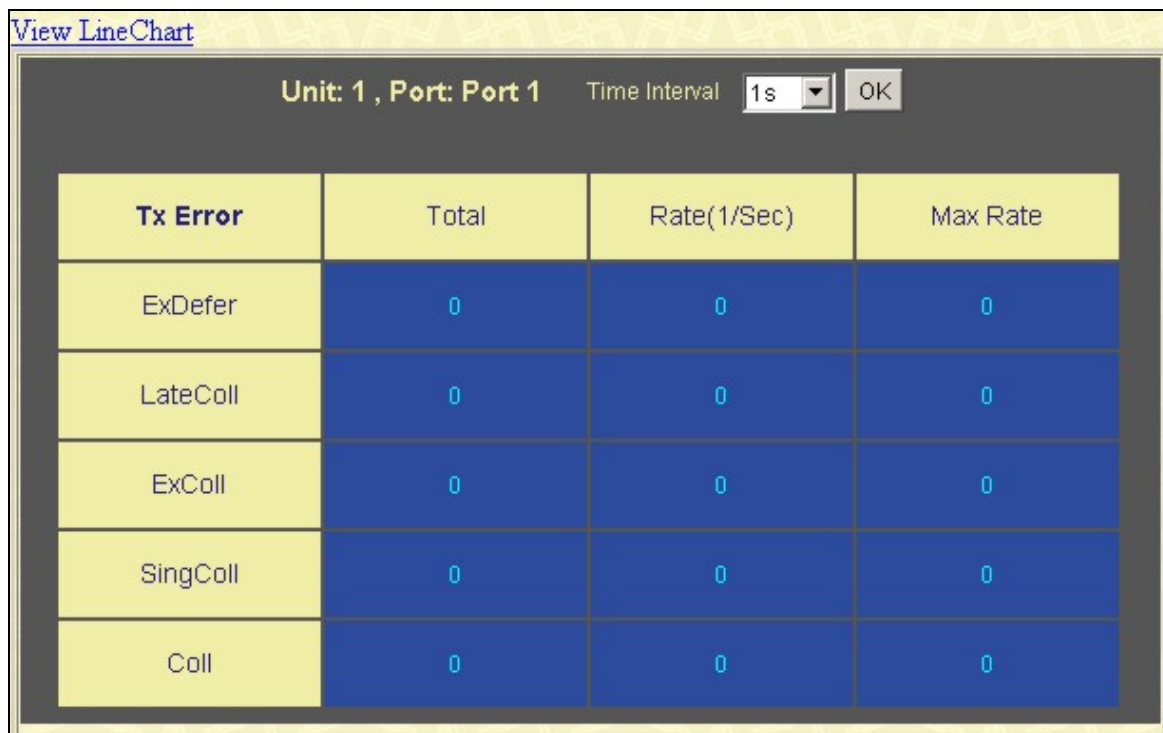 View LineChart
Unit: 1 , Port: Port 1 Time Interval 1s OK
Tx Error Total Rate(1/Sec) Max Rate
ExDefer 0 0 0
LateColl 0 0 0
ExColl 0 0 0
SingColl 0 0 0
Coll 0 0 0